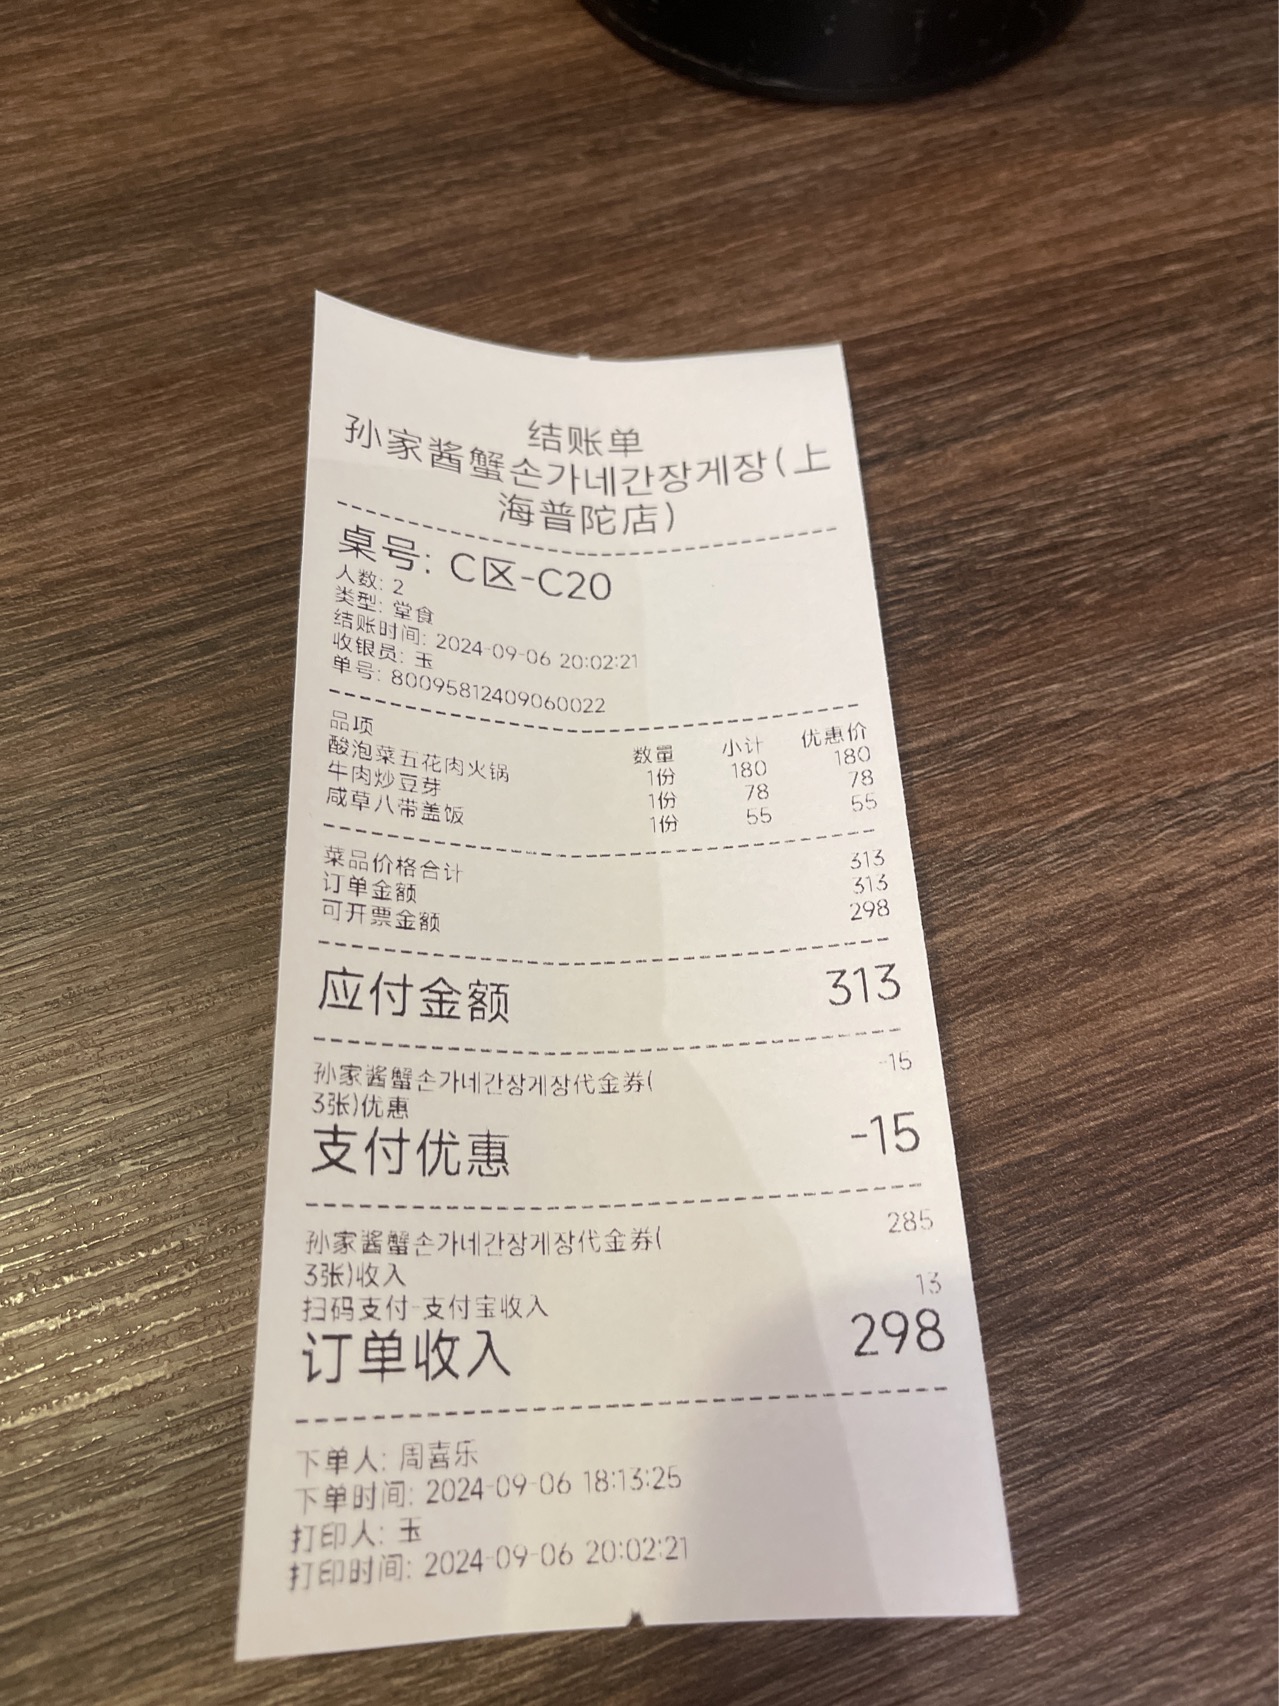 结账单
孙家酱蟹손가네간장게장(上
海普陀店)
桌号: C区-C20
人数: 2
类型: 堂食
结账时间: 2024-09-06 20:02:21
收银员: 玉
单号: 80095812409060022
品项 数量 小计 优惠价
酸泡菜五花肉火锅 1份 180 180
牛肉炒豆芽 1份 78 78
咸草八带盖饭 1份 55 55
菜品价格合计 313
订单金额 313
可开票金额 298
应付金额 313
孙家酱蟹손가네간장게장代金券( -15
3张)优惠
支付优惠 -15
孙家酱蟹손가네간장게장代金券( 285
3张)收入
扫码支付-支付宝收入 13
订单收入 298
下单人: 周喜乐
下单时间: 2024-09-06 18:13:25
打印人: 玉
打印时间: 2024-09-06 20:02:21